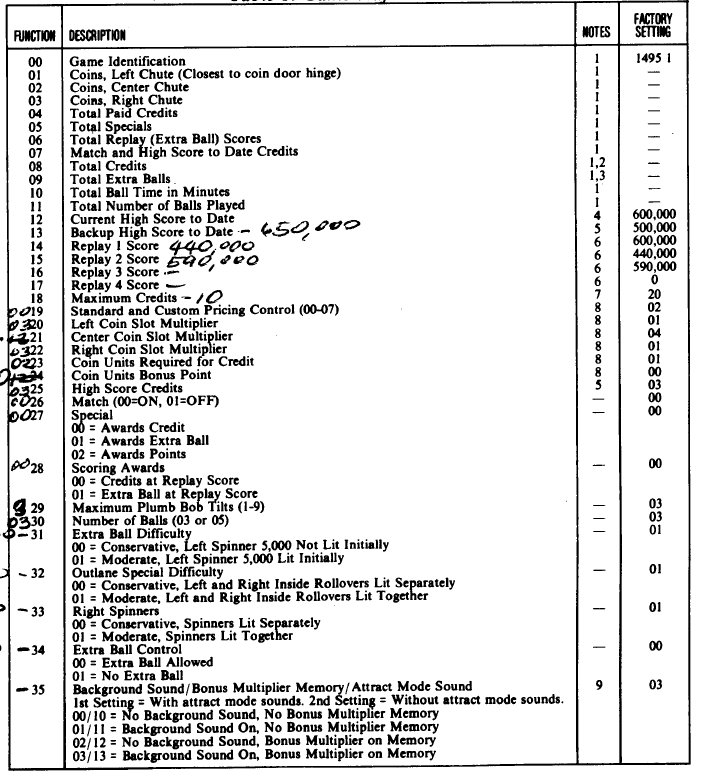 FUNCTION DESCRIPTION NOTES FACTORY SETTING
00 Game Identification 1 1495 1
01 Coins, Left Chute (Closest to coin door hinge) 1 —
02 Coins, Center Chute 1 —
03 Coins, Right Chute 1 —
04 Total Paid Credits 1 —
05 Total Specials 1 —
06 Total Replay (Extra Ball) Scores 1 —
07 Match and High Score to Date Credits 1 —
08 Total Credits 1,2 —
09 Total Extra Balls 1,3 —
10 Total Ball Time in Minutes 1 —
11 Total Number of Balls Played 1 —
12 Current High Score to Date 4 600,000
13 Backup High Score to Date – 650,000 5 500,000
14 Replay 1 Score 440,000 6 600,000
15 Replay 2 Score 590,000 6 440,000
16 Replay 3 Score – 6 590,000
17 Replay 4 Score – 6 0
18 Maximum Credits – 10 7 20
00 19 Standard and Custom Pricing Control (00-07) 8 02
03 20 Left Coin Slot Multiplier 8 01
21 Center Coin Slot Multiplier 8 04
03 22 Right Coin Slot Multiplier 8 01
02 23 Coin Units Required for Credit 8 01
24 Coin Units Bonus Point 8 00
03 25 High Score Credits 5 03
00 26 Match (00=ON, 01=OFF) — 00
00 27 Special — 00
00 = Awards Credit
01 = Awards Extra Ball
02 = Awards Points
00 28 Scoring Awards — 00
00 = Credits at Replay Score
01 = Extra Ball at Replay Score
29 Maximum Plumb Bob Tilts (1-9) — 03
03 30 Number of Balls (03 or 05) — 03
– 31 Extra Ball Difficulty — 01
00 = Conservative, Left Spinner 5,000 Not Lit Initially
01 = Moderate, Left Spinner 5,000 Lit Initially
– 32 Outlane Special Difficulty — 01
00 = Conservative, Left and Right Inside Rollovers Lit Separately
01 = Moderate, Left and Right Inside Rollovers Lit Together
– 33 Right Spinners — 01
00 = Conservative, Spinners Lit Separately
01 = Moderate, Spinners Lit Together
– 34 Extra Ball Control — 00
00 = Extra Ball Allowed
01 = No Extra Ball
– 35 Background Sound/Bonus Multiplier Memory/Attract Mode Sound 9 03
1st Setting = With attract mode sounds. 2nd Setting = Without attract mode sounds.
00/10 = No Background Sound, No Bonus Multiplier Memory
01/11 = Background Sound On, No Bonus Multiplier Memory
02/12 = No Background Sound, Bonus Multiplier on Memory
03/13 = Background Sound On, Bonus Multiplier on Memory